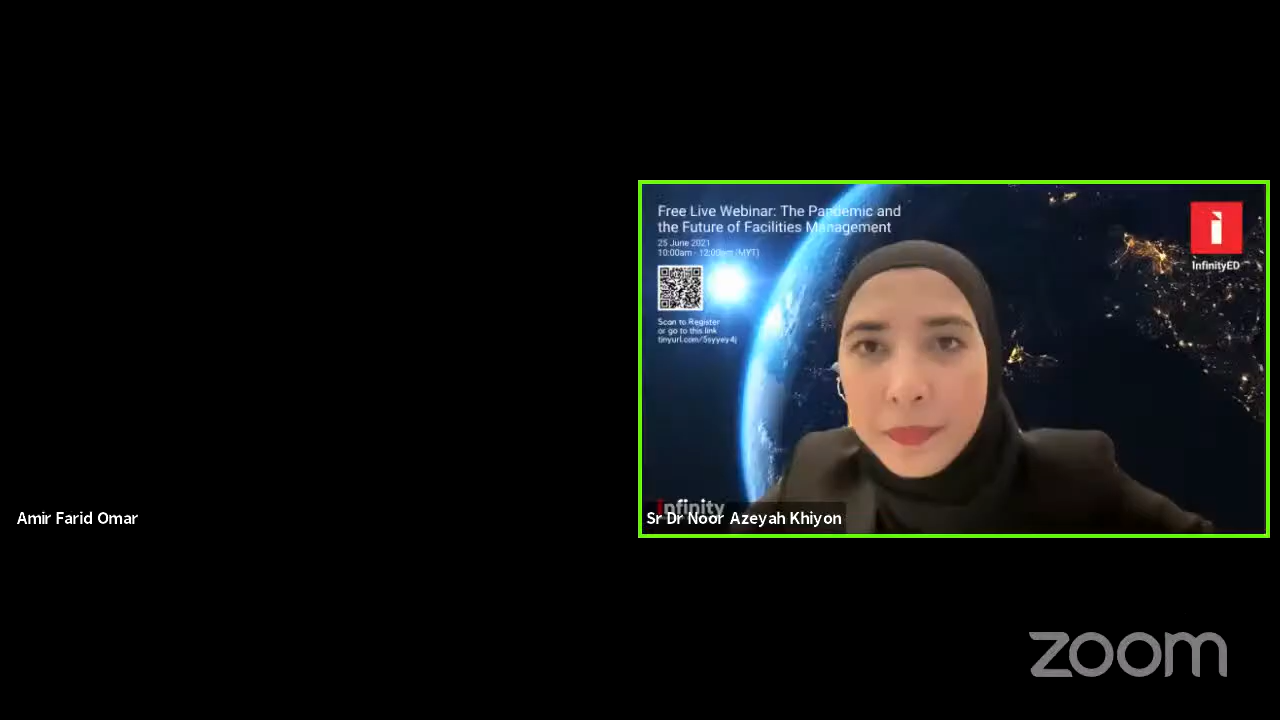 Free Live Webinar: The Pandemic and
the Future of Facilities Management
25 June 2021
10:00am - 12:00pm (MYT)
Scan to Register
or go to this link
InfinityED
infinity
Amir Farid Omar
Sr Dr Noor Azeyah Khiyon
zoom